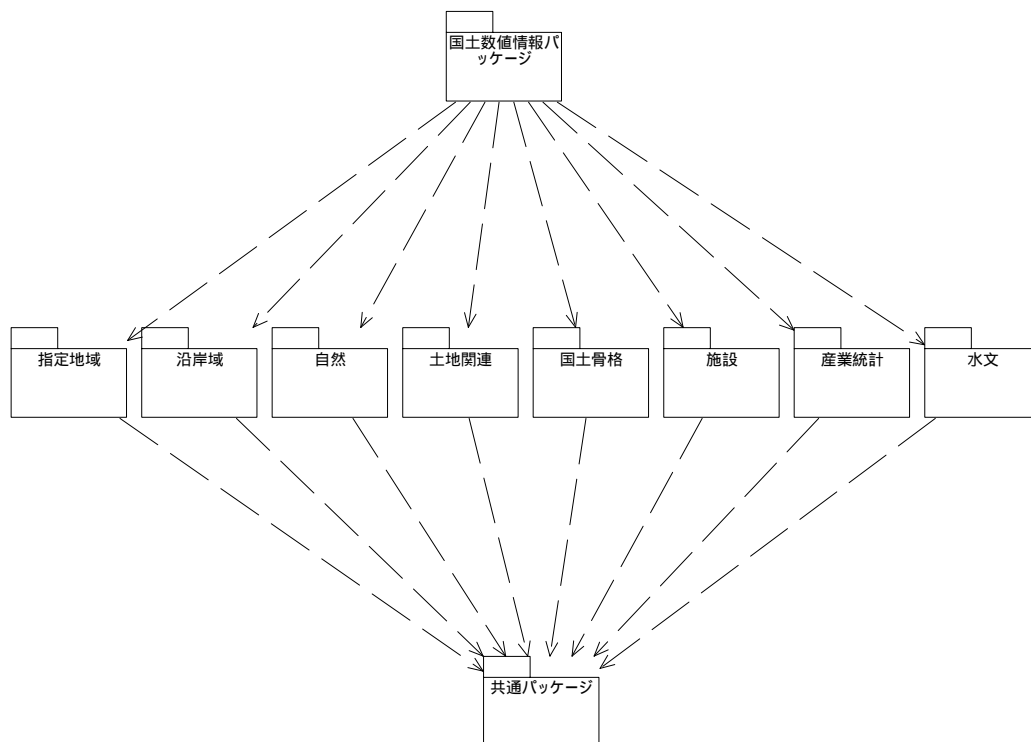 国土数値情報パ
ッケージ
指定地域
沿岸域
自然
土地関連
国土骨格
施設
産業統計
水文
共通パッケージ